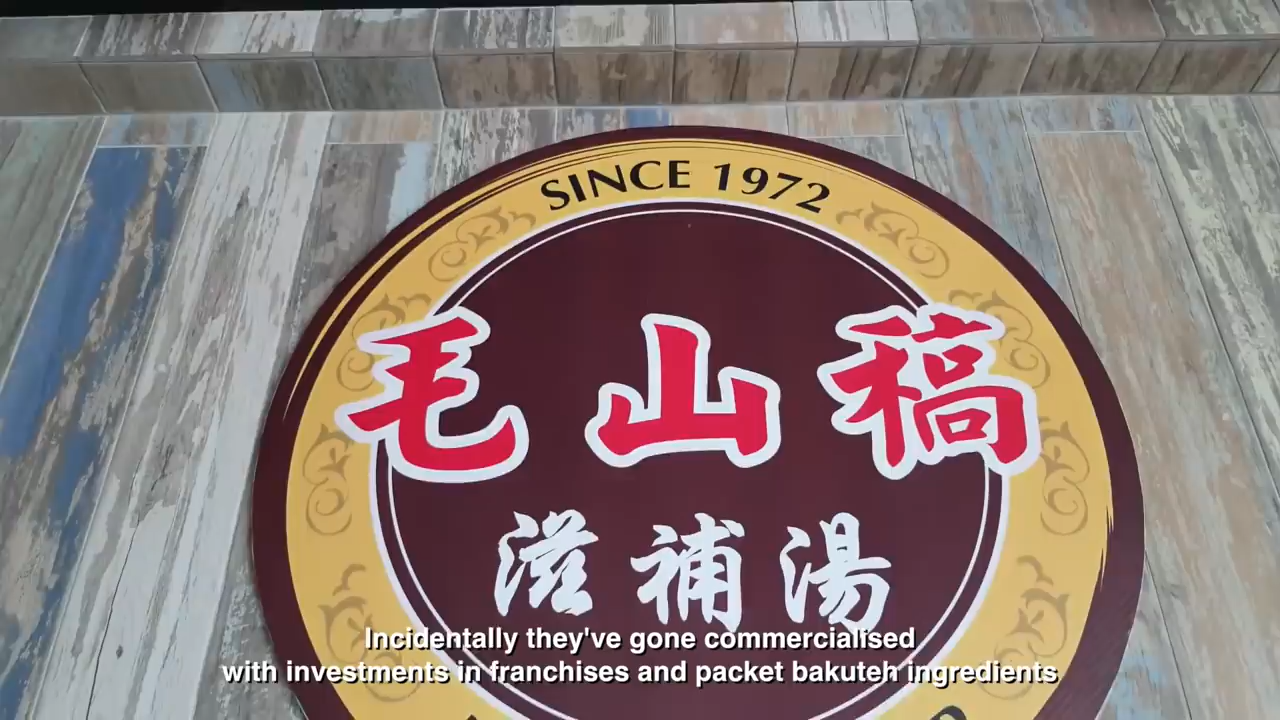 SINCE 1972
毛山稿
滋補湯
Incidentally they've gone commercialised
with investments in franchises and packet bakuteh ingredients